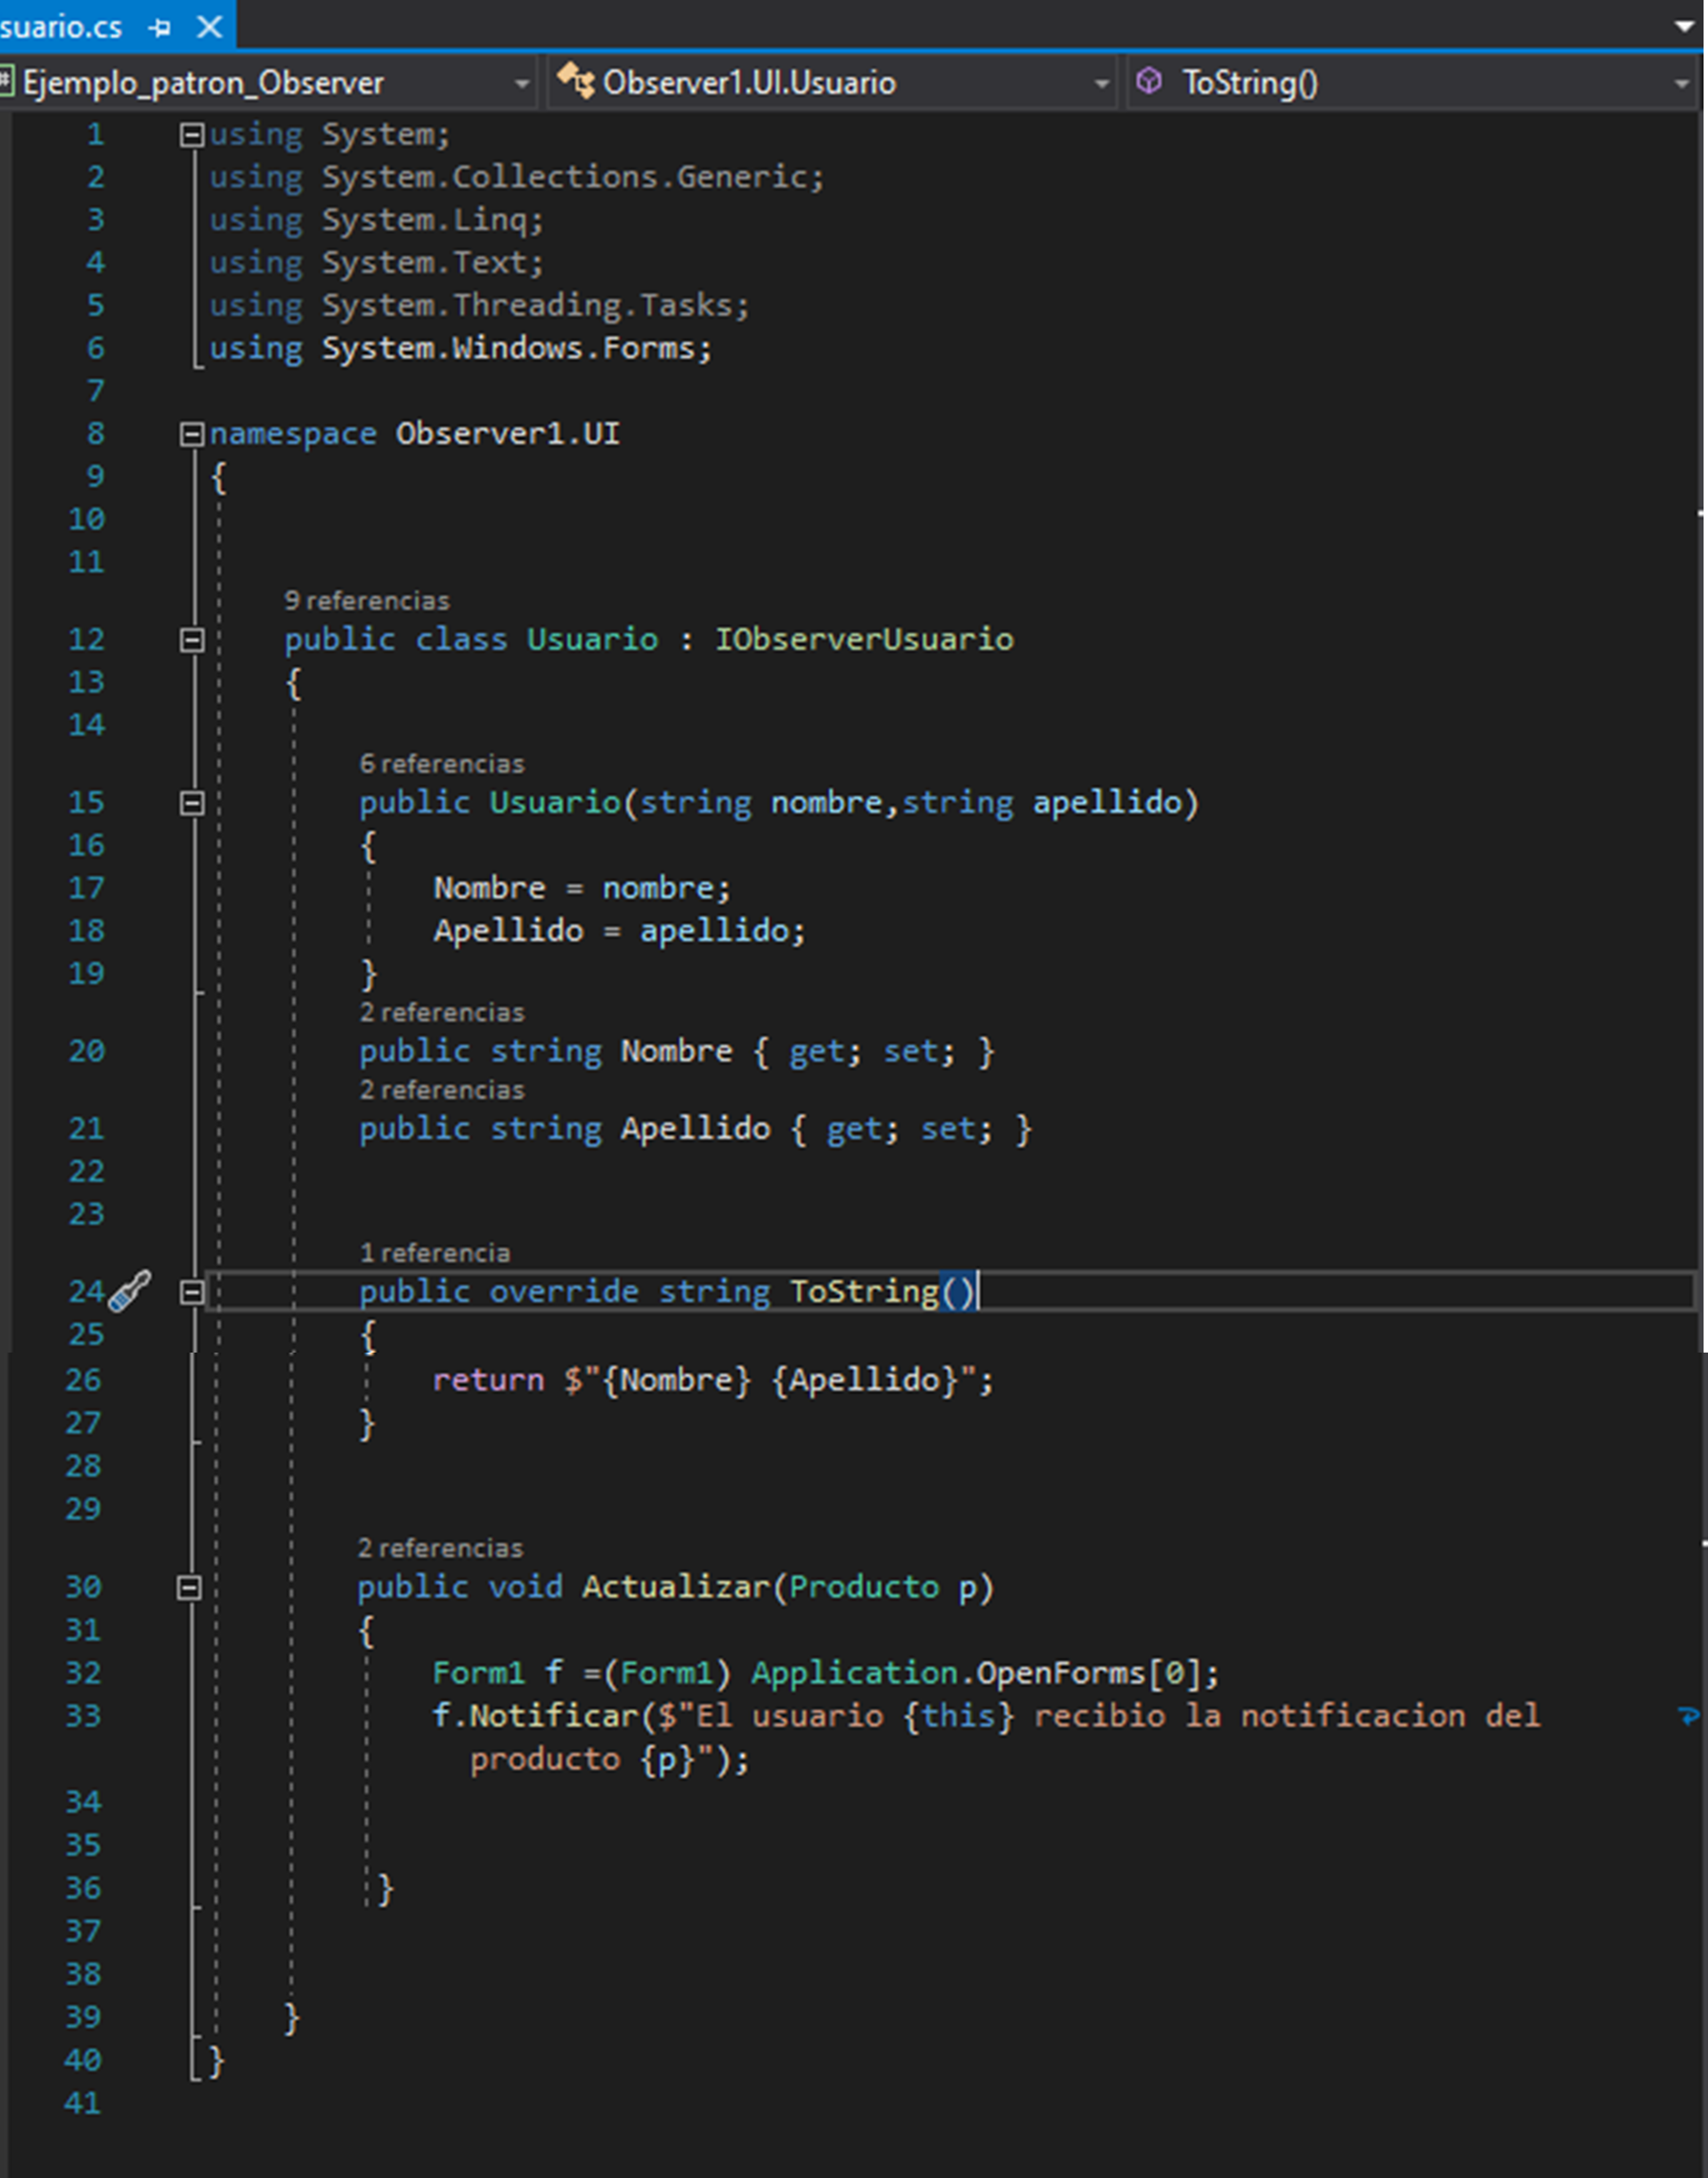 suario.cs
Ejemplo_patron_Observer Observer1.UI.Usuario ToString()
1 using System;
2 using System.Collections.Generic;
3 using System.Linq;
4 using System.Text;
5 using System.Threading.Tasks;
6 using System.Windows.Forms;
7
8 namespace Observer1.UI
9 {
10
11
9 referencias
12 public class Usuario : IObserverUsuario
13 {
14
6 referencias
15 public Usuario(string nombre,string apellido)
16 {
17 Nombre = nombre;
18 Apellido = apellido;
19 }
2 referencias
20 public string Nombre { get; set; }
2 referencias
21 public string Apellido { get; set; }
22
23
1 referencia
24 public override string ToString()
25 {
26 return $"{Nombre} {Apellido}";
27 }
28
29
2 referencias
30 public void Actualizar(Producto p)
31 {
32 Form1 f =(Form1) Application.OpenForms[0];
33 f.Notificar($"El usuario {this} recibio la notificacion del
producto {p}");
34
35
36 }
37
38
39 }
40 }
41